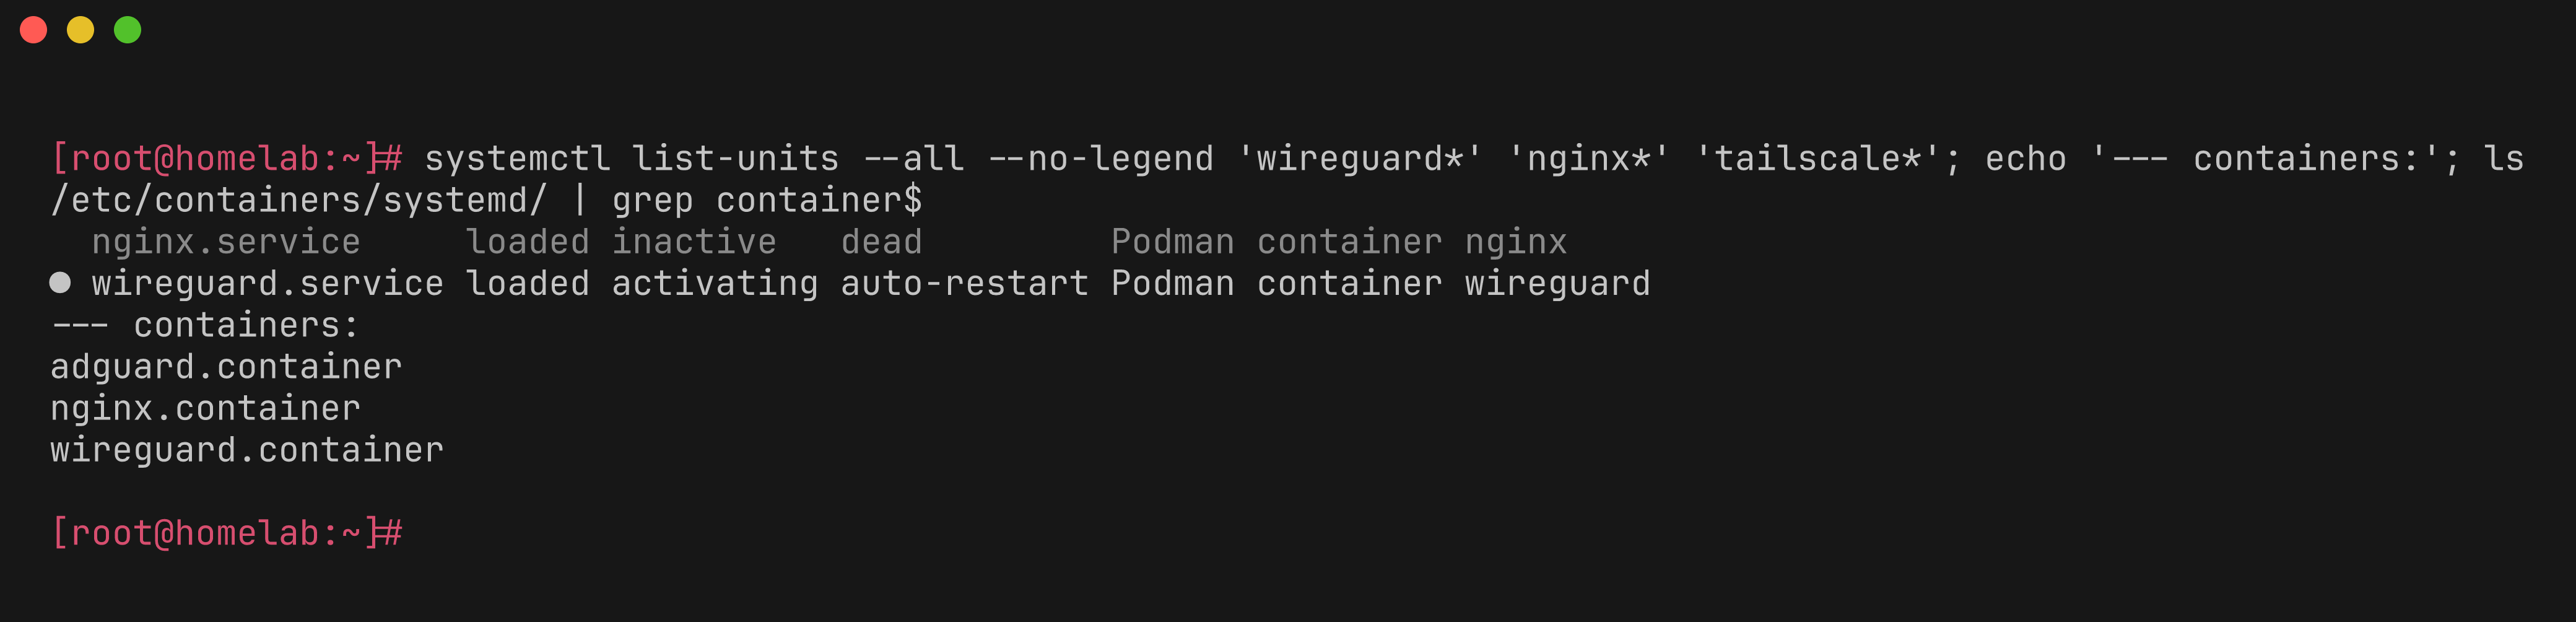 [root@homelab:~]# systemctl list-units --all --no-legend 'wireguard*' 'nginx*' 'tailscale*'; echo '--- containers:'; ls
/etc/containers/systemd/ | grep container$
  nginx.service     loaded inactive   dead         Podman container nginx
● wireguard.service loaded activating auto-restart Podman container wireguard
--- containers:
adguard.container
nginx.container
wireguard.container
[root@homelab:~]#